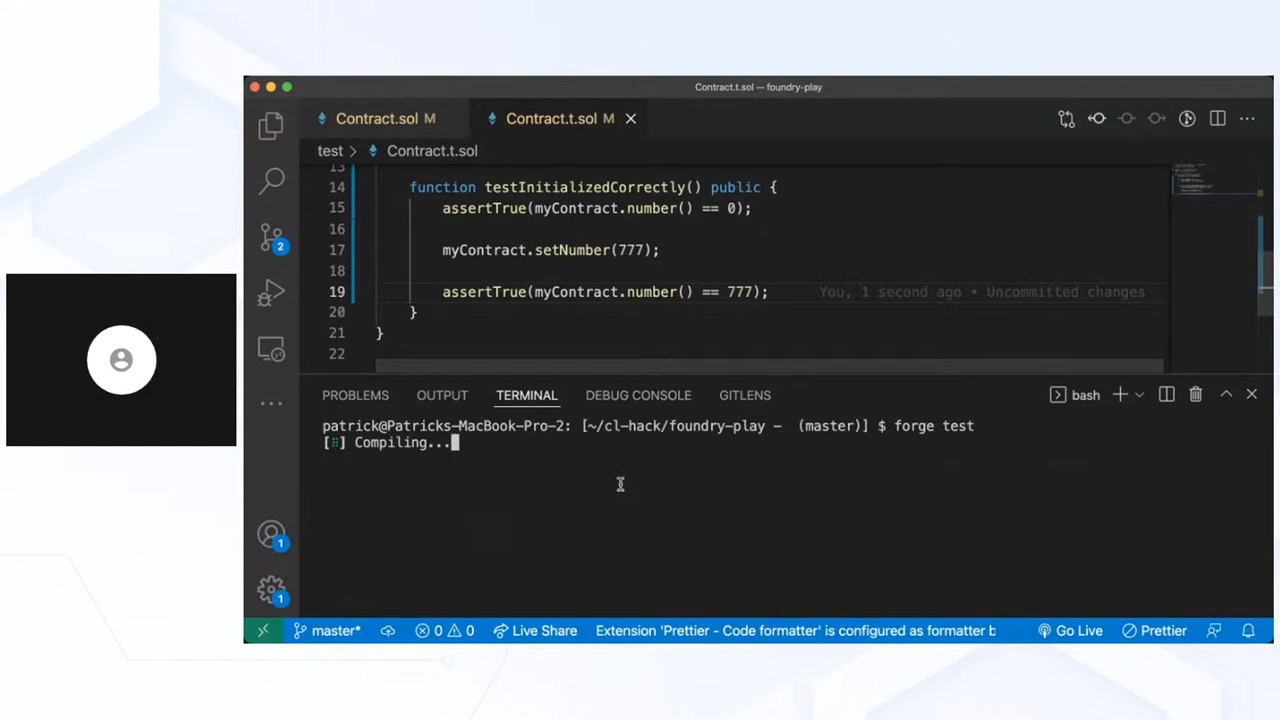 Contract.t.sol — foundry-play
Contract.sol M
Contract.t.sol M
test > Contract.t.sol
13
14 function testInitializedCorrectly() public {
15 assertTrue(myContract.number() == 0);
16
17 myContract.setNumber(777);
18
19 assertTrue(myContract.number() == 777); You, 1 second ago • Uncommitted changes
20 }
21 }
22
2
1
1
PROBLEMS OUTPUT TERMINAL DEBUG CONSOLE GITLENS bash
patrick@Patricks-MacBook-Pro-2: [~/cl-hack/foundry-play - (master)] $ forge test
[⠿] Compiling...
master* 0 0 Live Share Extension 'Prettier - Code formatter' is configured as formatter b Go Live Prettier